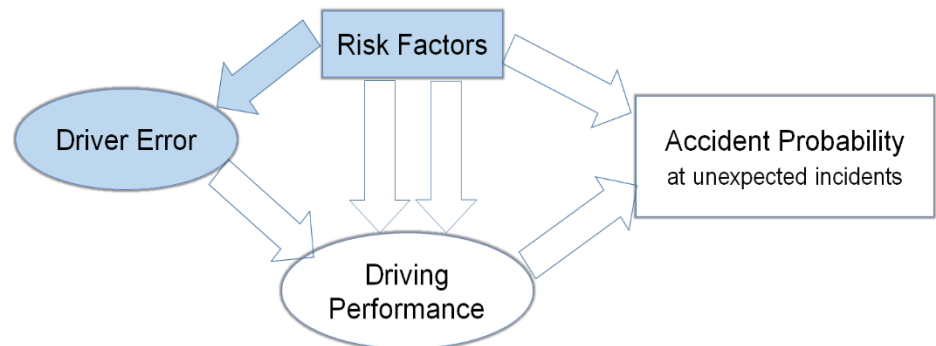 Risk Factors
Driver Error
Accident Probability
at unexpected incidents
Driving
Performance